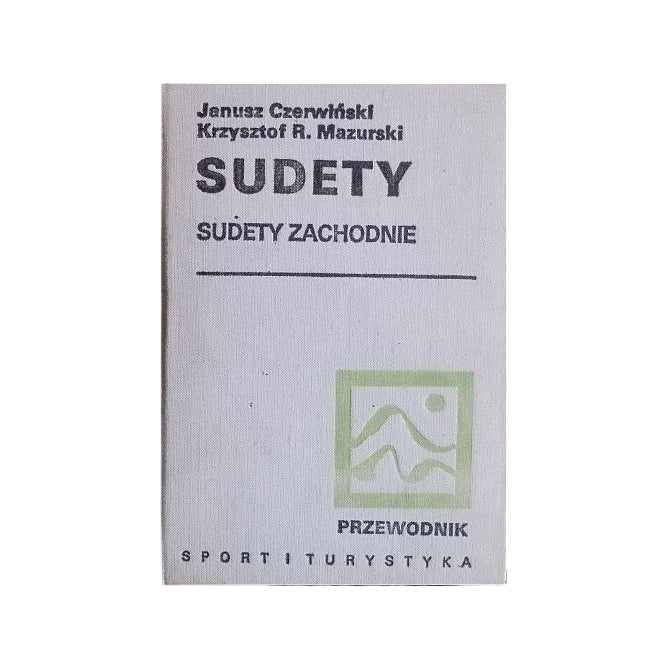 Janusz Czerwiński
Krzysztof R. Mazurski
SUDETY
SUDETY ZACHODNIE
PRZEWODNIK
SPORT I TURYSTYKA